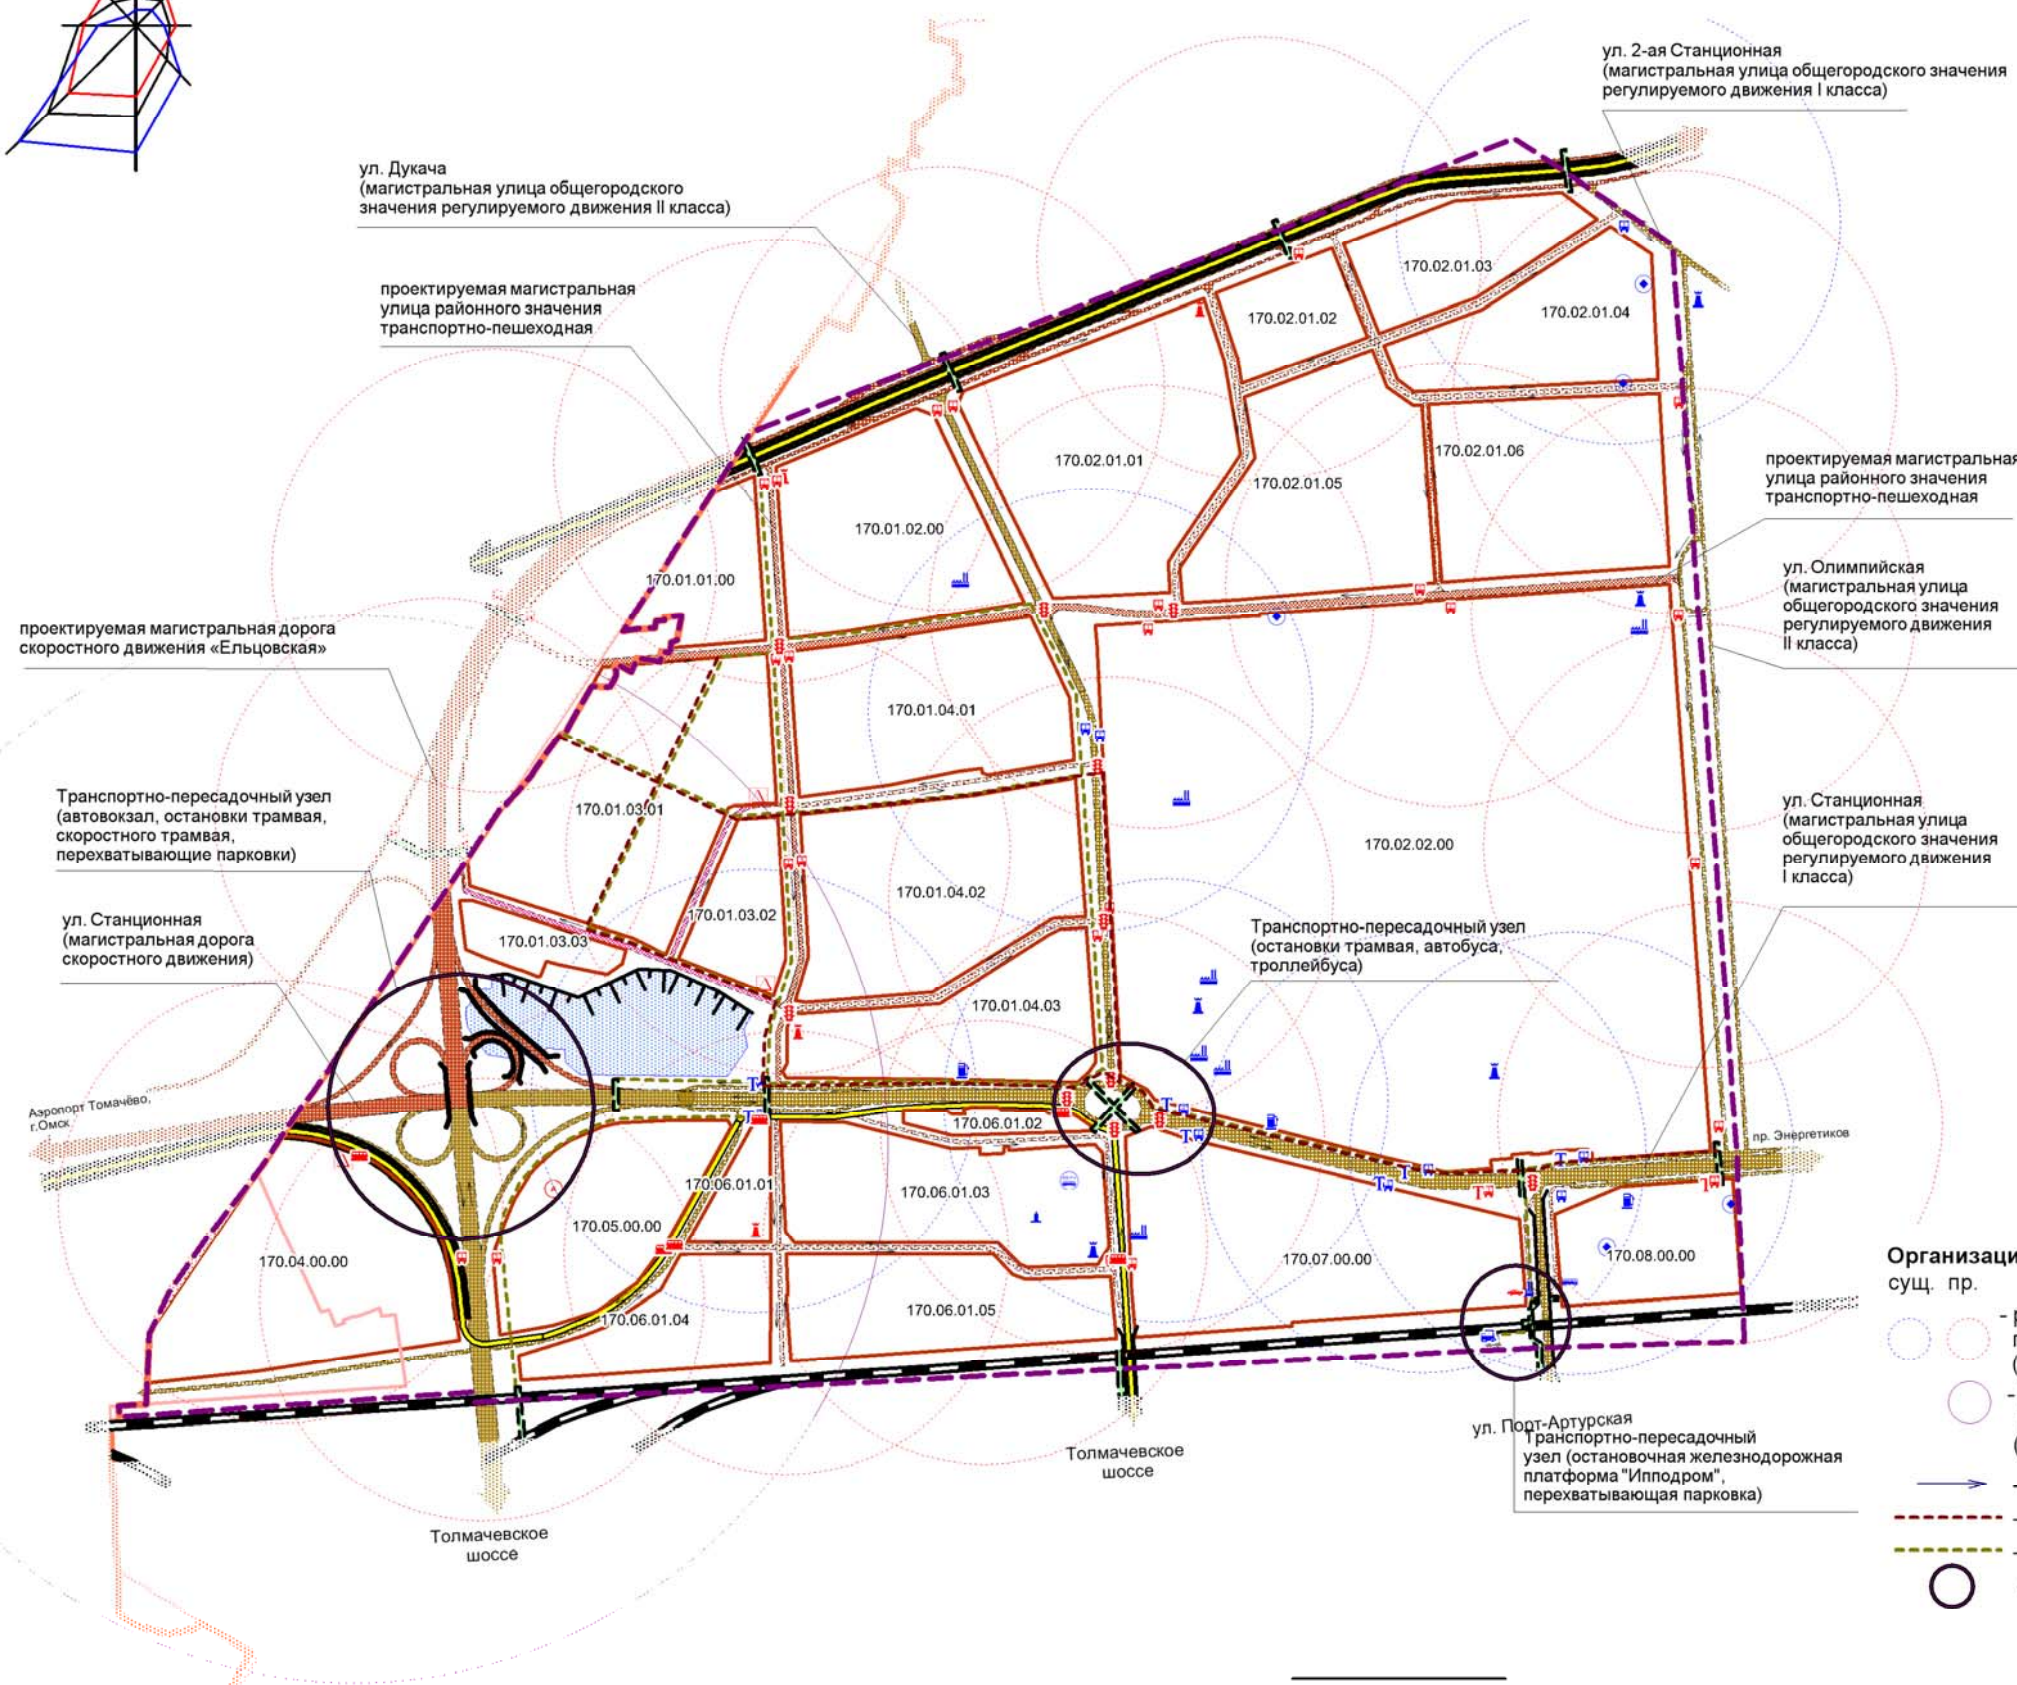 ул. 2-ая Станционная
(магистральная улица общегородского значения
регулируемого движения I класса)
ул. Дукача
(магистральная улица общегородского
значения регулируемого движения II класса)
проектируемая магистральная
улица районного значения
транспортно-пешеходная
170.02.01.03
170.02.01.02
170.02.01.04
170.02.01.01
170.02.01.06
170.02.01.05
проектируемая магистральная
улица районного значения
транспортно-пешеходная
170.01.02.00
170.01.01.00
ул. Олимпийская
(магистральная улица
общегородского значения
регулируемого движения
II класса)
проектируемая магистральная дорога
скоростного движения «Ельцовская»
170.01.04.01
Транспортно-пересадочный узел
(автовокзал, остановки трамвая,
скоростного трамвая,
перехватывающие парковки)
170.01.03.01
170.02.02.00
ул. Станционная
(магистральная улица
общегородского значения
регулируемого движения
I класса)
170.01.04.02
170.01.03.02
ул. Станционная
(магистральная дорога
скоростного движения)
170.01.03.03
Транспортно-пересадочный узел
(остановки трамвая, автобуса,
троллейбуса)
170.01.04.03
Аэропорт Томачёво,
г.Омск
170.06.01.02
пр. Энергетиков
170.06.01.01
170.06.01.03
170.05.00.00
170.04.00.00
170.07.00.00
170.08.00.00
170.06.01.05
170.06.01.04
Организаци
сущ. пр.
ул. Порт-Артурская
Транспортно-пересадочный
узел (остановочная железнодорожная
платформа "Ипподром",
перехватывающая парковка)
Толмачевское
шоссе
Толмачевское
шоссе